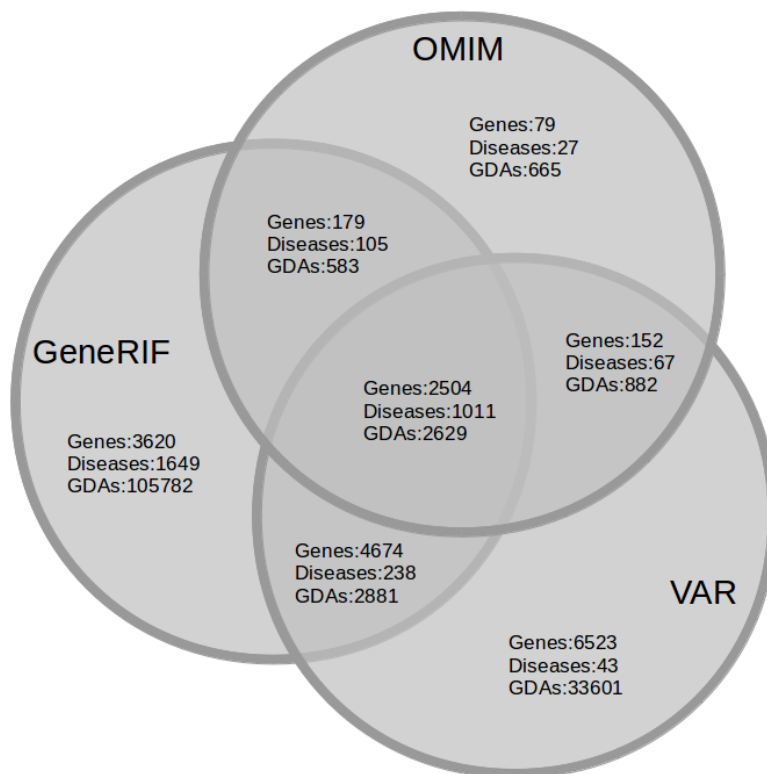 OMIM
Genes:79
Diseases:27
GDAs:665
Genes:179
Diseases:105
GDAs:583
GeneRIF
Genes:152
Diseases:67
GDAs:882
Genes:2504
Diseases:1011
GDAs:2629
Genes:3620
Diseases:1649
GDAs:105782
Genes:4674
Diseases:238
GDAs:2881
VAR
Genes:6523
Diseases:43
GDAs:33601